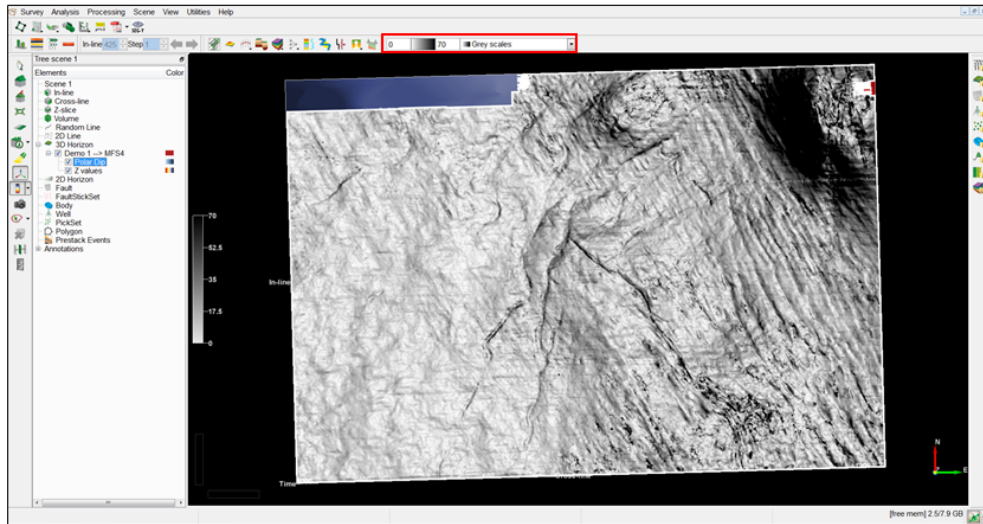 Survey Analysis Processing Scene View Utilities Help
SEG-Y
In-line 425 Step 1
0 70 Grey scales
Tree scene 1
Elements Color
Scene 1
In-line
Cross-line
Z-slice
Volume
Random Line
2D Line
3D Horizon
Demo 1 --> MFS4
Polar Dip
Z values
2D Horizon
Fault
FaultStickSet
Body
Well
PickSet
Polygon
Prestack Events
Annotations
70
52.5
35
17.5
0
In-line
Time
N
E
[free mem] 2.5/7.9 GB